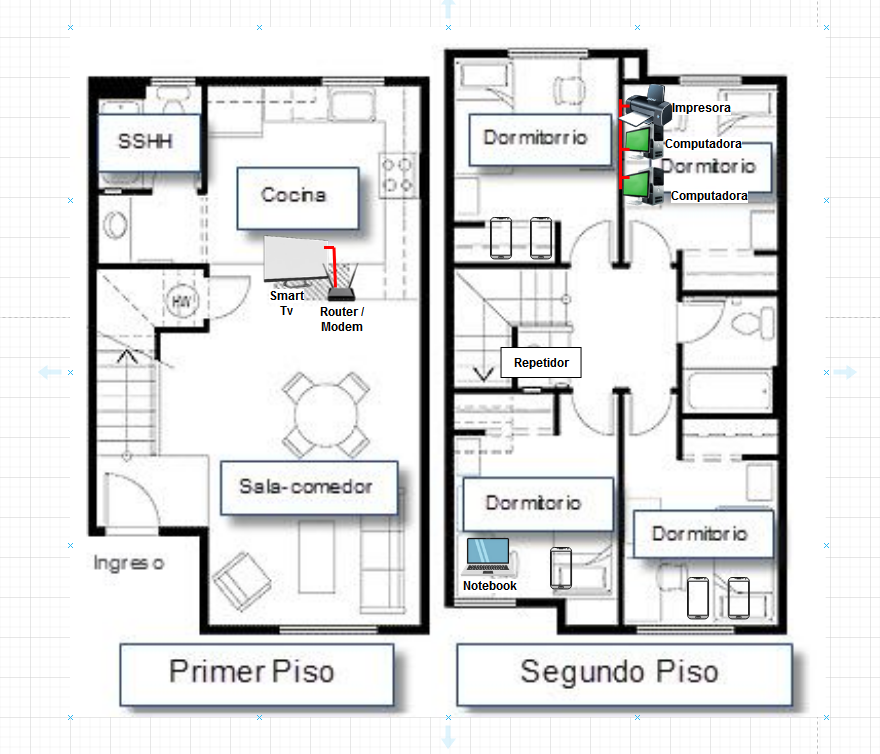 SSHH
Cocina
Smart
Tv
Router /
Modem
HW
Sala-comedor
Ingreso
Primer Piso
Dormitorrio
Impresora
Computadora
Dormitorio
Computadora
Repetidor
Dormitorio
Notebook
Dormitorio
Segundo Piso